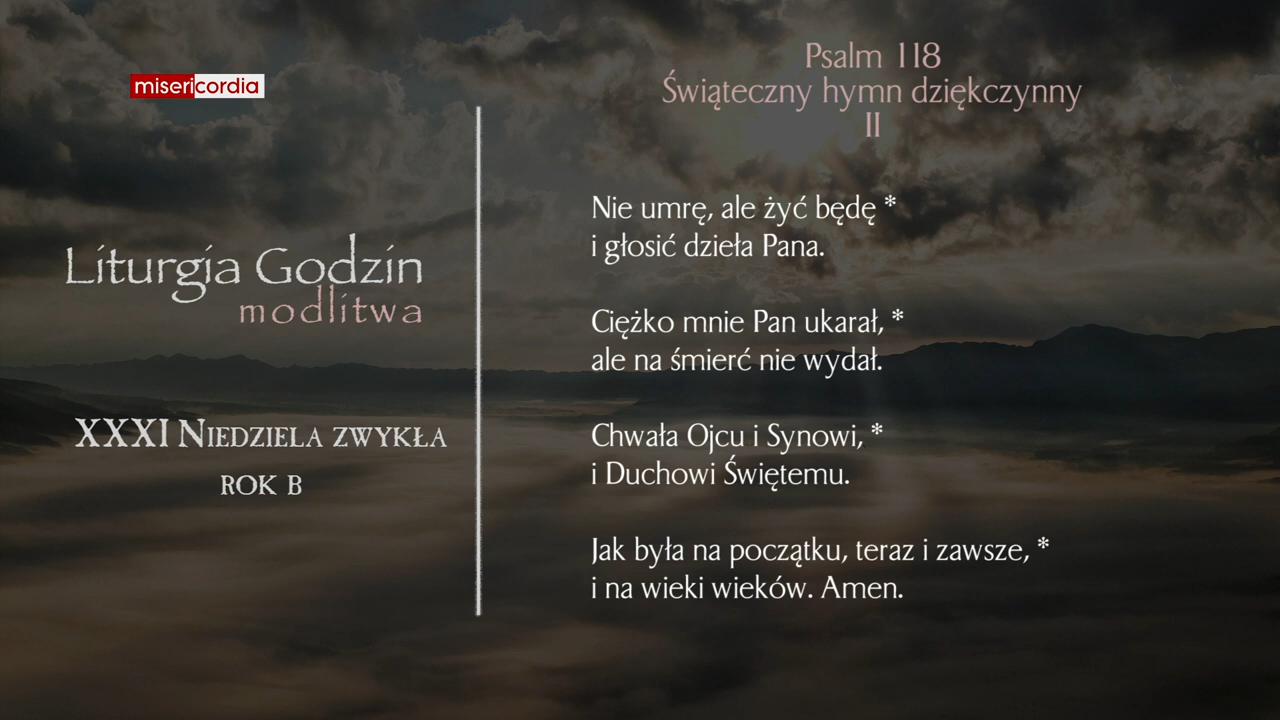 misericordia
Liturgia Godzin
modlitwa
XXXI Niedziela zwykła
rok B
Psalm 118
Świąteczny hymn dziękczynny
II
Nie umrę, ale żyć będę *
i głosić dzieła Pana.
Ciężko mnie Pan ukarał, *
ale na śmierć nie wydał.
Chwała Ojcu i Synowi, *
i Duchowi Świętemu.
Jak była na początku, teraz i zawsze, *
i na wieki wieków. Amen.